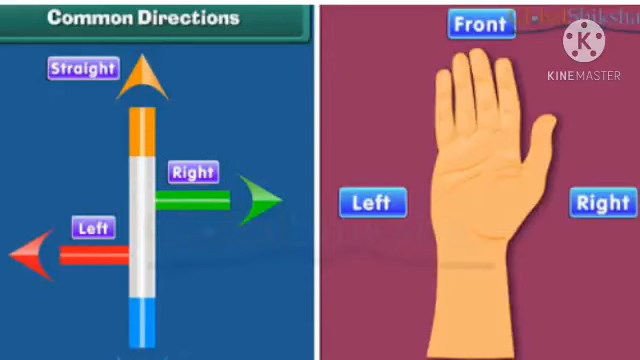 Common Directions
Straight
Right
Left
Front
Left
Right
KINEMASTER